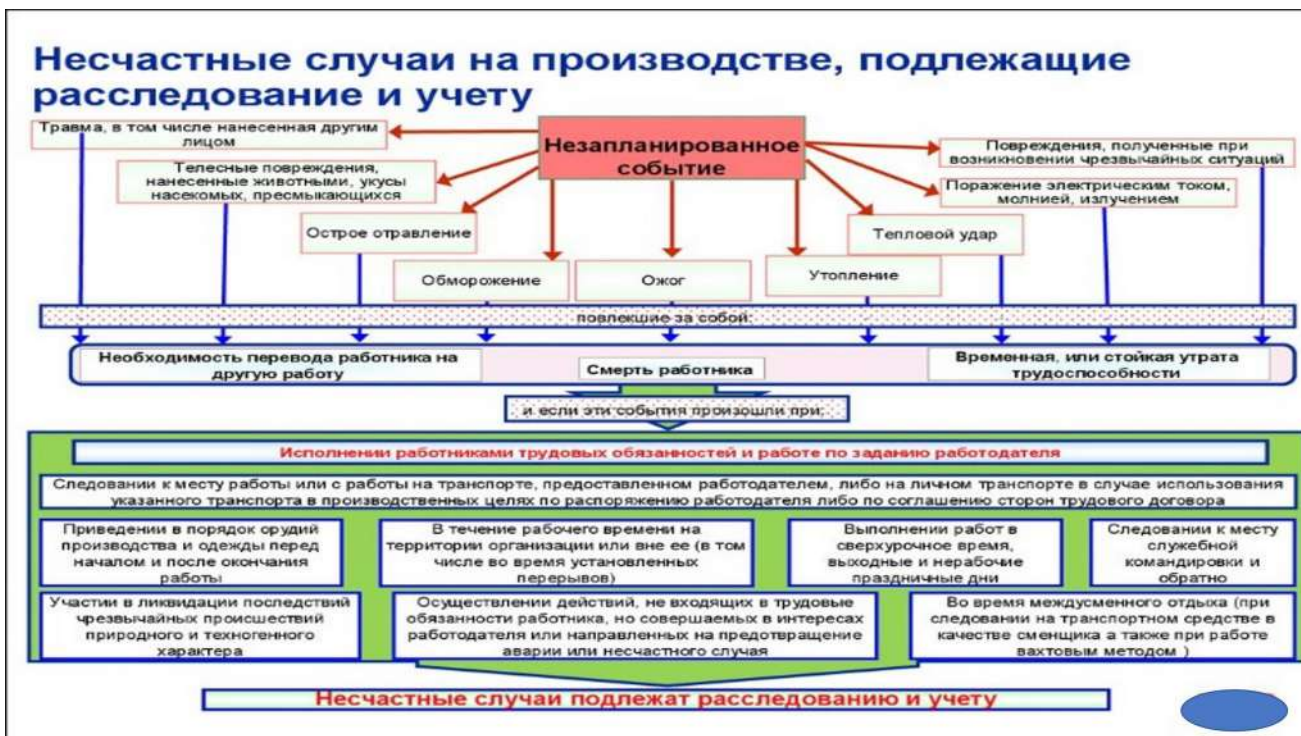 Несчастные случаи на производстве, подлежащие
расследование и учету
Травма, в том числе нанесенная другим
лицом
Незапланированное
событие
Повреждения, полученные при
возникновении чрезвычайных ситуаций
Телесные повреждения,
нанесенные животными, укусы
насекомых, пресмыкающихся
Поражение электрическим током,
молнией, излучением
Острое отравление
Тепловой удар
Обморожение
Ожог
Утопление
повлекшие за собой:
Необходимость перевода работника на
другую работу
Смерть работника
Временная, или стойкая утрата
трудоспособности
и если эти события произошли при:
Исполнении работниками трудовых обязанностей и работе по заданию работодателя
Следовании к месту работы или с работы на транспорте, предоставленном работодателем, либо на личном транспорте в случае использования
указанного транспорта в производственных целях по распоряжению работодателя либо по соглашению сторон трудового договора
Приведении в порядок орудий
производства и одежды перед
началом и после окончания
работы
В течение рабочего времени на
территории организации или вне ее (в том
числе во время установленных
перерывов)
Выполнении работ в
сверхурочное время,
выходные и нерабочие
праздничные дни
Следовании к месту
служебной
командировки и
обратно
Участии в ликвидации последствий
чрезвычайных происшествий
природного и техногенного
характера
Осуществлении действий, не входящих в трудовые
обязанности работника, но совершаемых в интересах
работодателя или направленных на предотвращение
аварии или несчастного случая
Во время междусменного отдыха (при
следовании на транспортном средстве в
качестве сменщика а также при работе
вахтовым методом )
Несчастные случаи подлежат расследованию и учету